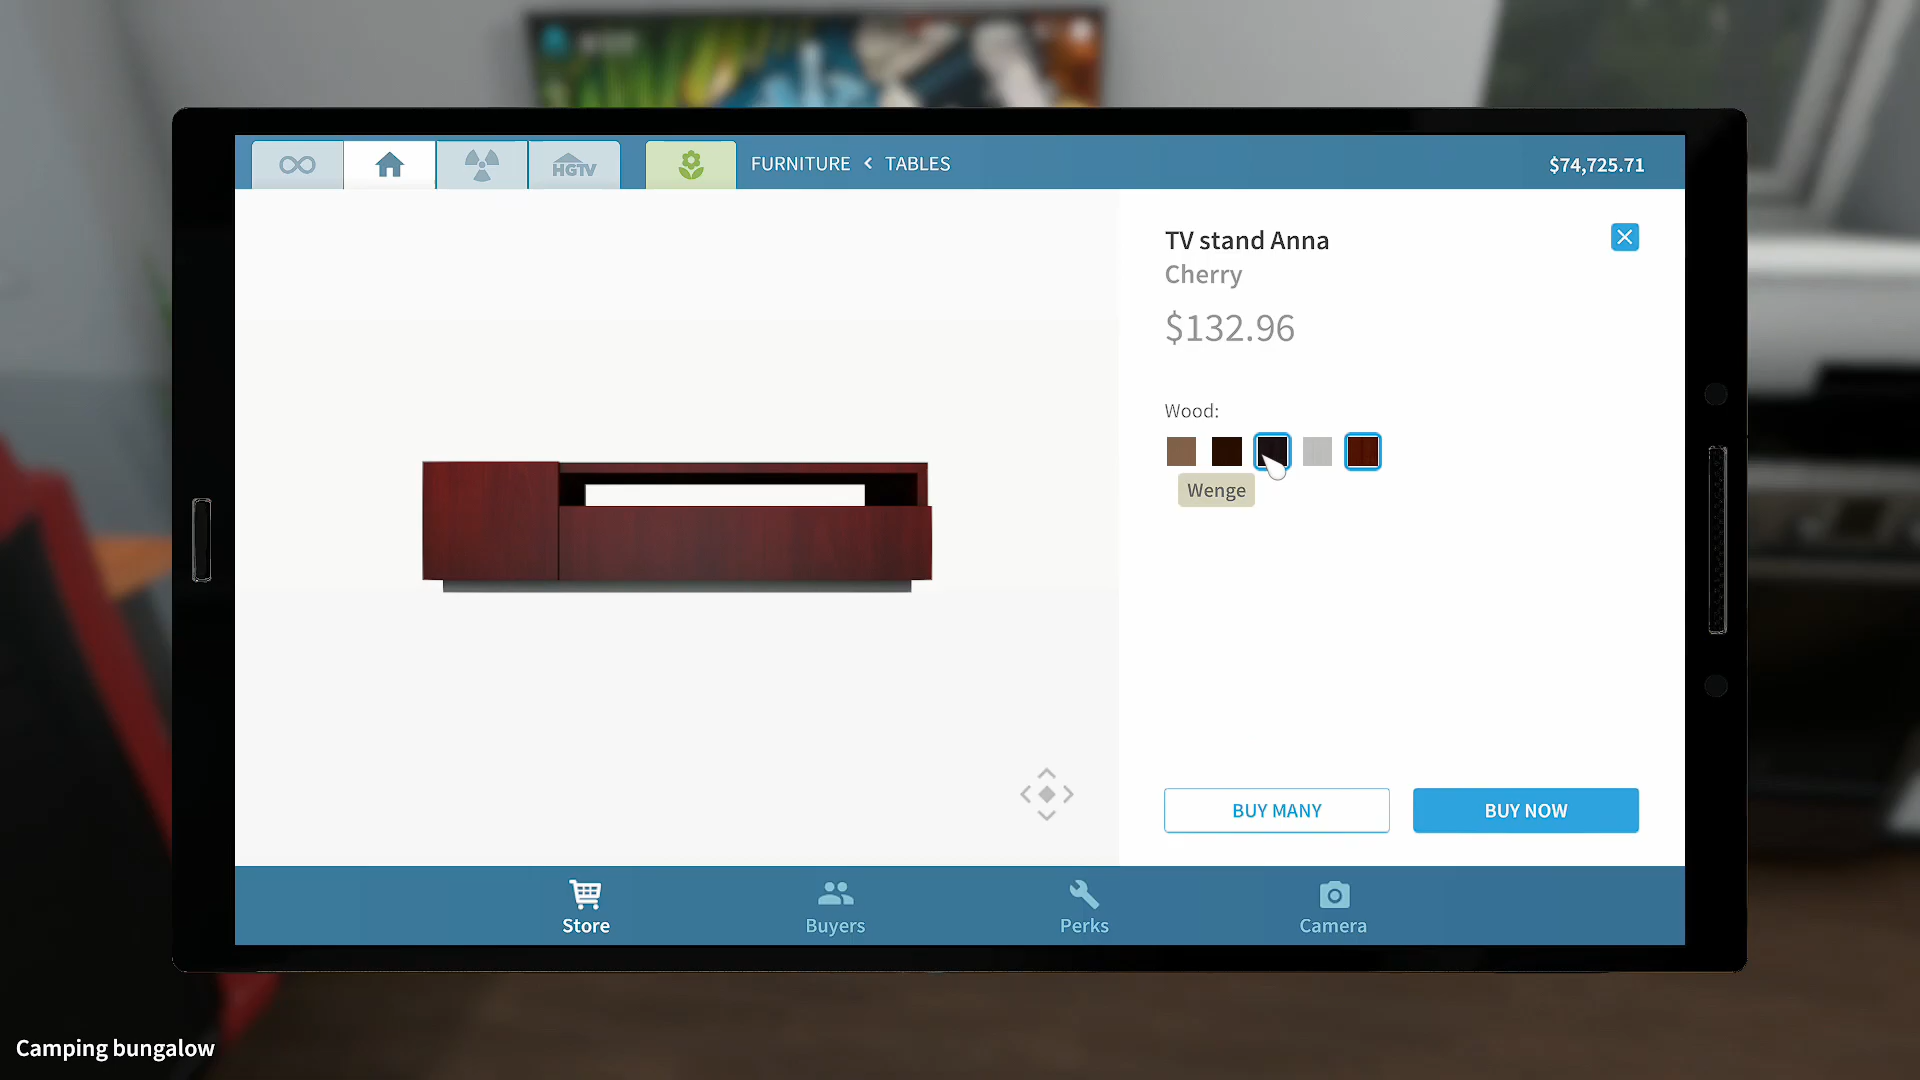 HGTV
FURNITURE < TABLES
$74,725.71
TV stand Anna
Cherry
$132.96
Wood:
Wenge
BUY MANY
BUY NOW
Store
Buyers
Perks
Camera
Camping bungalow